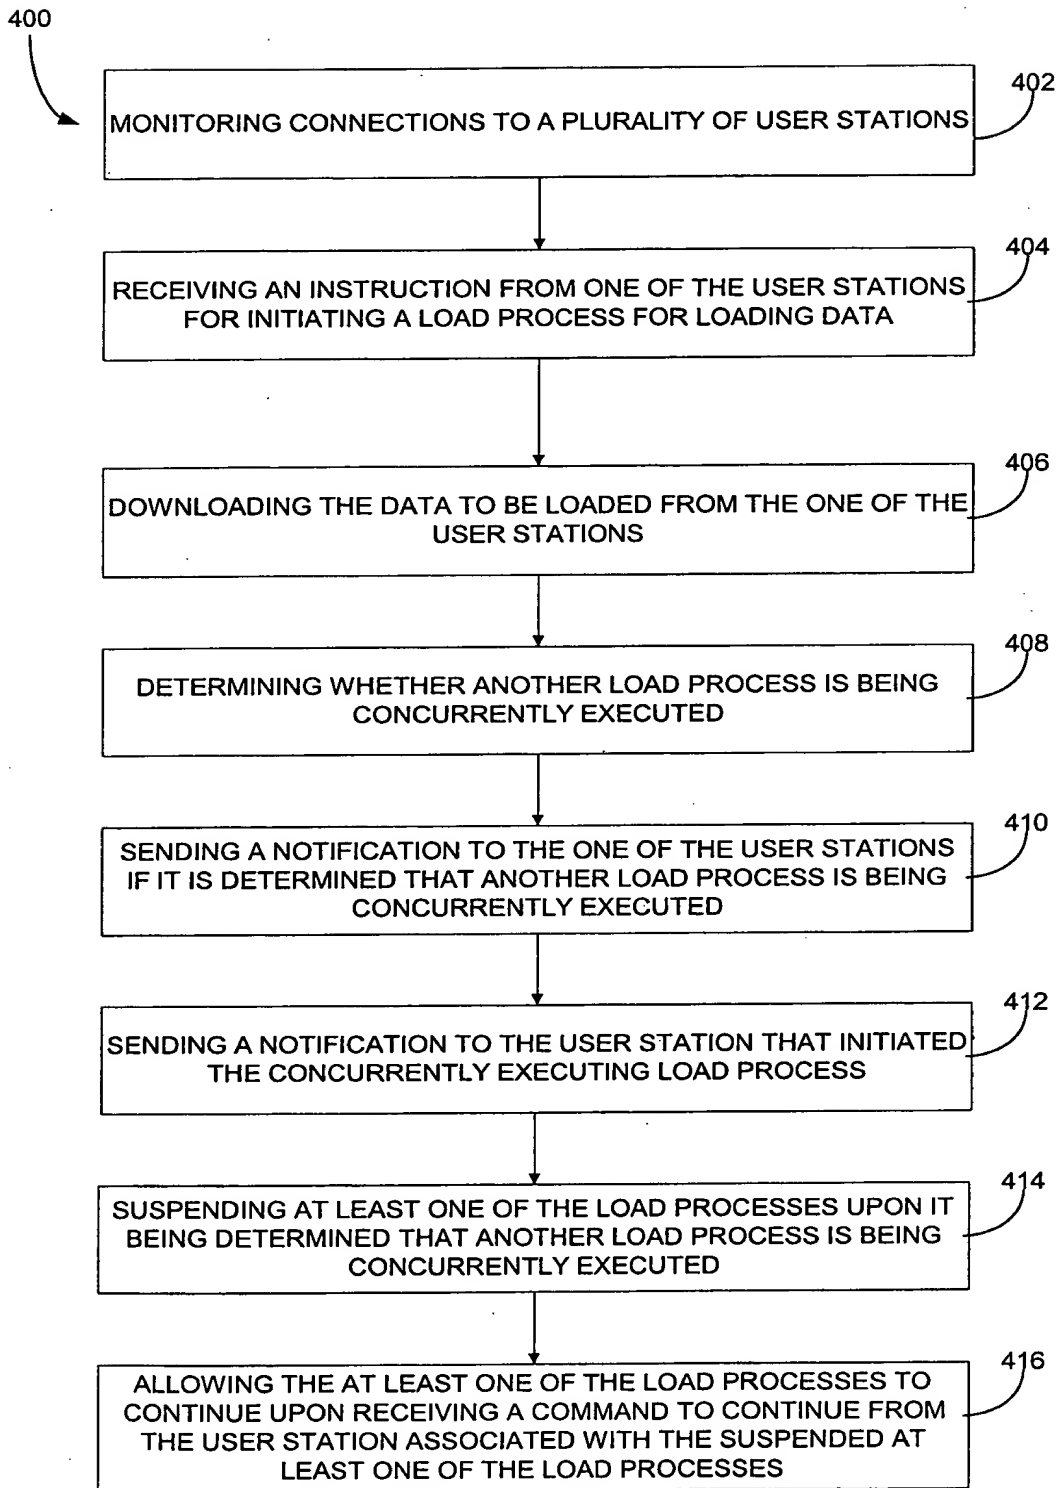 400
402
MONITORING CONNECTIONS TO A PLURALITY OF USER STATIONS
404
RECEIVING AN INSTRUCTION FROM ONE OF THE USER STATIONS
FOR INITIATING A LOAD PROCESS FOR LOADING DATA
406
DOWNLOADING THE DATA TO BE LOADED FROM THE ONE OF THE
USER STATIONS
408
DETERMINING WHETHER ANOTHER LOAD PROCESS IS BEING
CONCURRENTLY EXECUTED
410
SENDING A NOTIFICATION TO THE ONE OF THE USER STATIONS
IF IT IS DETERMINED THAT ANOTHER LOAD PROCESS IS BEING
CONCURRENTLY EXECUTED
412
SENDING A NOTIFICATION TO THE USER STATION THAT INITIATED
THE CONCURRENTLY EXECUTING LOAD PROCESS
414
SUSPENDING AT LEAST ONE OF THE LOAD PROCESSES UPON IT
BEING DETERMINED THAT ANOTHER LOAD PROCESS IS BEING
CONCURRENTLY EXECUTED
416
ALLOWING THE AT LEAST ONE OF THE LOAD PROCESSES TO
CONTINUE UPON RECEIVING A COMMAND TO CONTINUE FROM
THE USER STATION ASSOCIATED WITH THE SUSPENDED AT
LEAST ONE OF THE LOAD PROCESSES